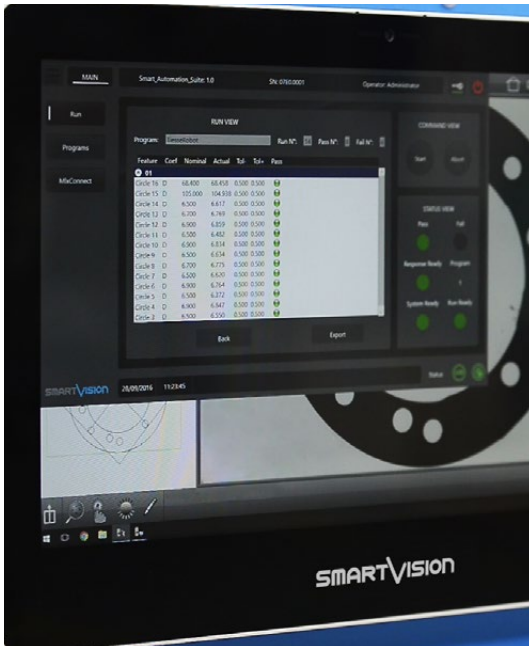 MAIN
Smart_Automation_Suite: 1.0
SN: 07E0.0001
Operator: Administrator
Run
Programs
MlxConnect
RUN VIEW
Program:
Run N°:
Pass N°:
Fail N°:
Feature Coef Nominal Actual Tol- Tol+ Pass
01
Circle 16 D 68.400 68.458 0.500 0.500
Circle 15 D 105.000 104.938 0.500 0.500
Circle 14 D 6.500 6.617 0.500 0.500
Circle 13 D 6.700 6.769 0.500 0.500
Circle 12 D 6.900 6.859 0.500 0.500
Circle 11 D 6.500 6.482 0.500 0.500
Circle 10 D 6.900 6.834 0.500 0.500
Circle 9 D 6.500 6.634 0.500 0.500
Circle 8 D 6.700 6.775 0.500 0.500
Circle 7 D 6.500 6.620 0.500 0.500
Circle 6 D 6.900 6.764 0.500 0.500
Circle 5 D 6.500 6.372 0.500 0.500
Circle 4 D 6.900 6.947 0.500 0.500
Circle 3 D 6.500 6.550 0.500 0.500
Back
Export
COMMAND VIEW
Start
Abort
STATUS VIEW
Pass
Fail
Response Ready
Program
System Ready
Run Ready
Status
SMARTVISION
28/09/2016 11:23:45
SMARTVISION